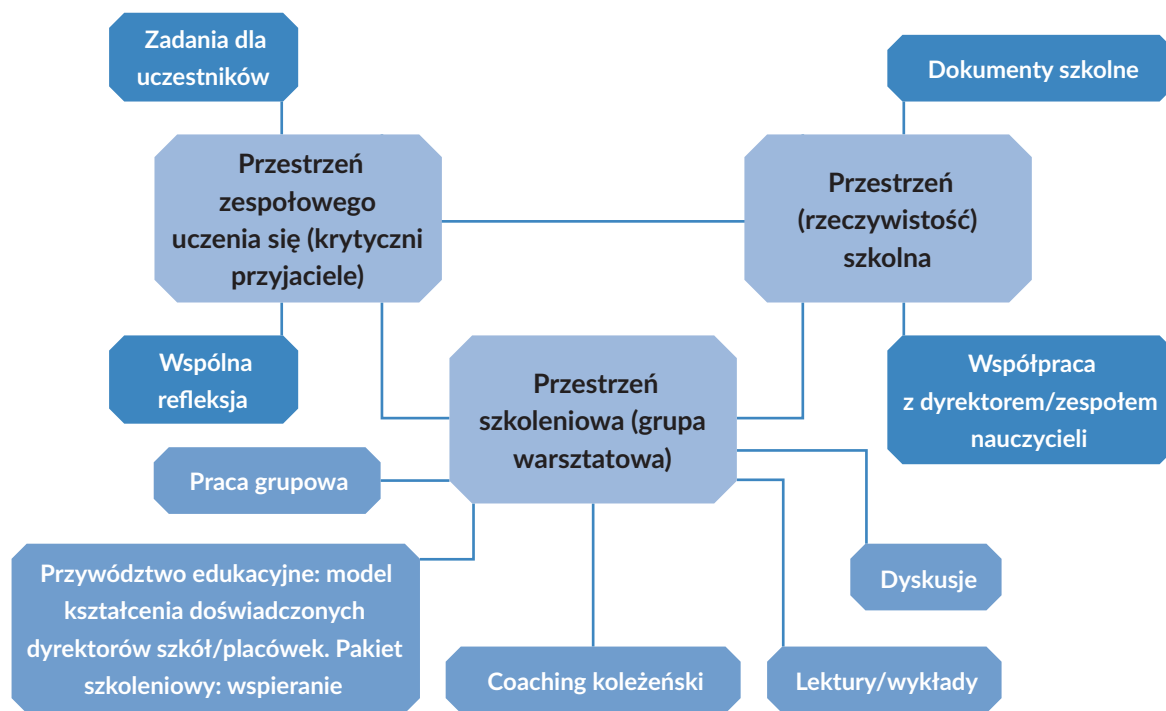 Zadania dla
uczestników
Dokumenty szkolne
Przestrzeń
zespołowego
uczenia się (krytyczni
przyjaciele)
Przestrzeń
(rzeczywistość)
szkolna
Wspólna
refleksja
Przestrzeń
szkoleniowa (grupa
warsztatowa)
Współpraca
z dyrektorem/zespołem
nauczycieli
Praca grupowa
Dyskusje
Przywództwo edukacyjne: model
kształcenia doświadczonych
dyrektorów szkół/placówek. Pakiet
szkoleniowy: wspieranie
Coaching koleżeński
Lektury/wykłady